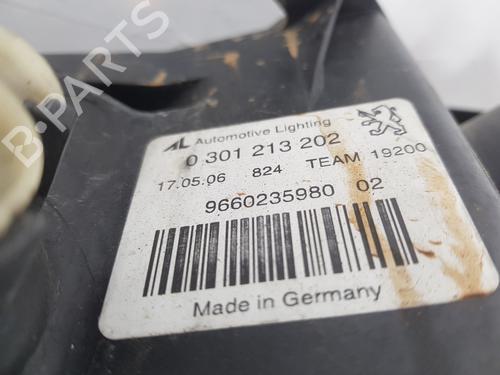 B-PARTS
AL Automotive Lighting
0 301 213 202
17.05.06 824 TEAM 19200
9660235980 02
Made in Germany